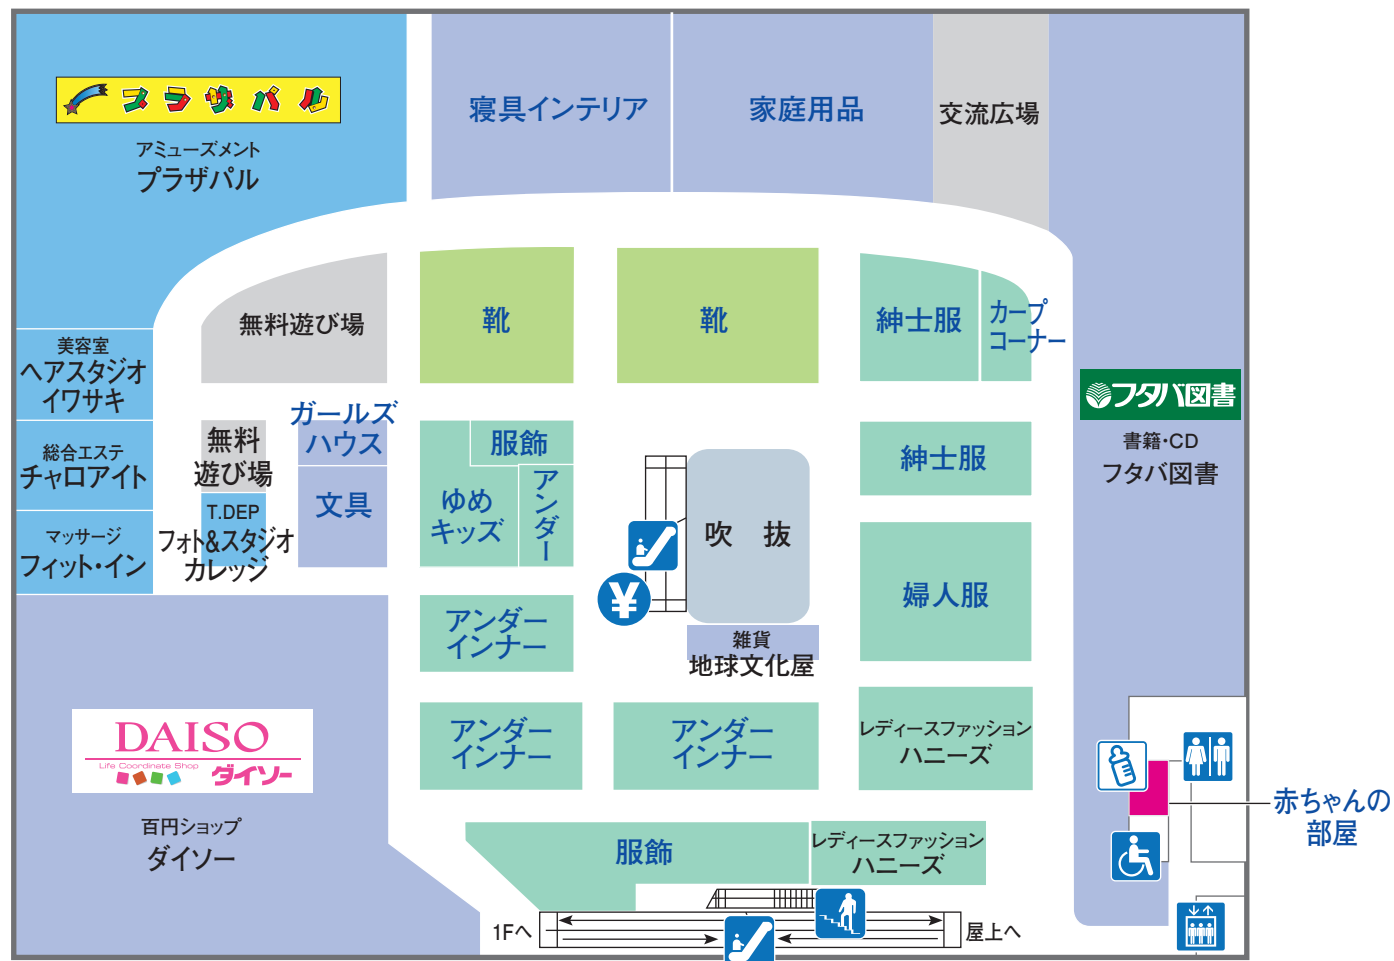 プラザパル
アミューズメント
プラザパル
寝具インテリア
家庭用品
交流広場
無料遊び場
靴
靴
紳士服
カープ
コーナー
美容室
ヘアスタジオ
イワサキ
総合エステ
チャロアイト
マッサージ
フィット・イン
無料
遊び場
T.DEP
フォト&スタジオ
カレッジ
ガールズ
ハウス
文具
服飾
ゆめ
キッズ
アンダー
吹 抜
¥
雑貨
地球文化屋
紳士服
婦人服
フタバ図書
書籍・CD
フタバ図書
アンダー
インナー
アンダー
インナー
アンダー
インナー
レディースファッション
ハニーズ
DAISO
Life Coordinate Shop
ダイソー
百円ショップ
ダイソー
服飾
レディースファッション
ハニーズ
赤ちゃんの
部屋
1Fへ
屋上へ